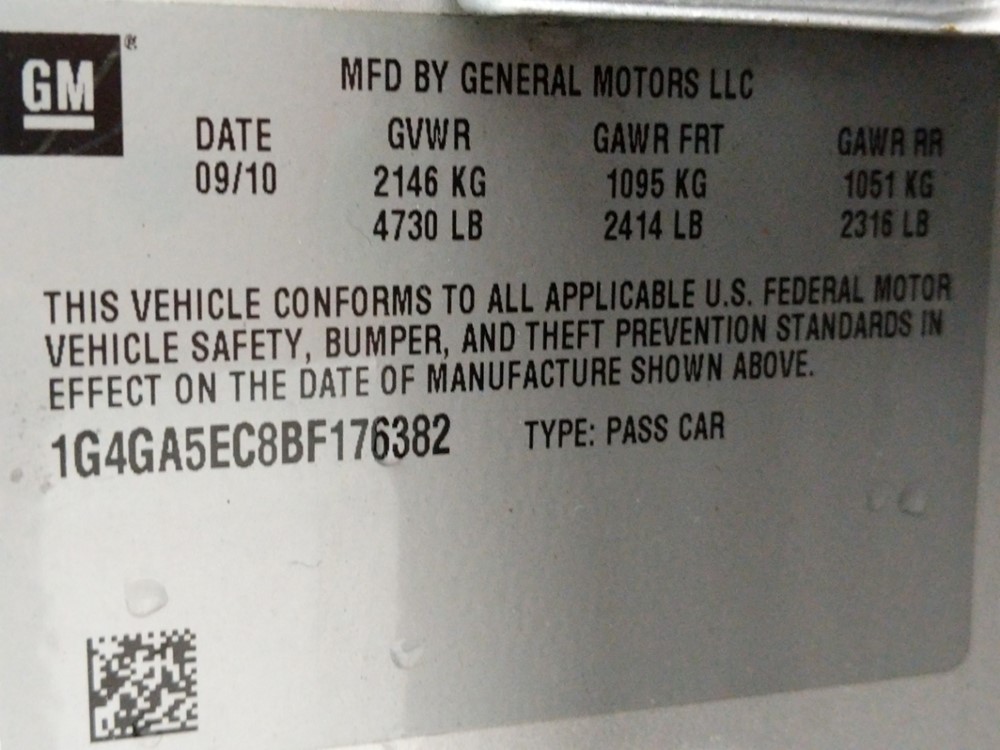 GM®
MFD BY GENERAL MOTORS LLC
DATE GVWR GAWR FRT GAWR RR
09/10 2146 KG 1095 KG 1051 KG
4730 LB 2414 LB 2316 LB
THIS VEHICLE CONFORMS TO ALL APPLICABLE U.S. FEDERAL MOTOR
VEHICLE SAFETY, BUMPER, AND THEFT PREVENTION STANDARDS IN
EFFECT ON THE DATE OF MANUFACTURE SHOWN ABOVE.
1G4GA5EC8BF176382 TYPE: PASS CAR